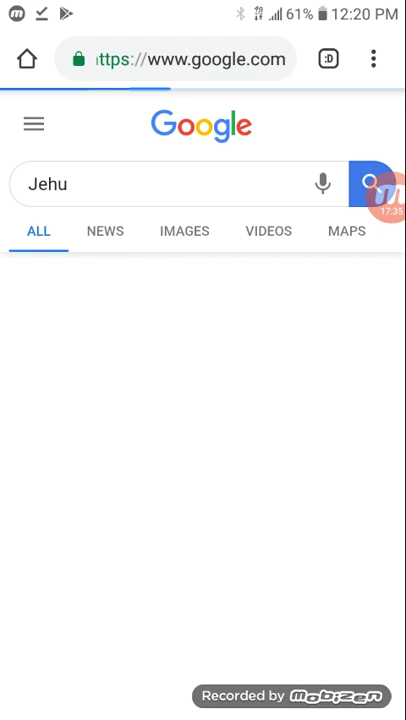 61% 12:20 PM
ttps://www.google.com :D
Google
Jehu
17:35
ALL NEWS IMAGES VIDEOS MAPS
Recorded by mobizen